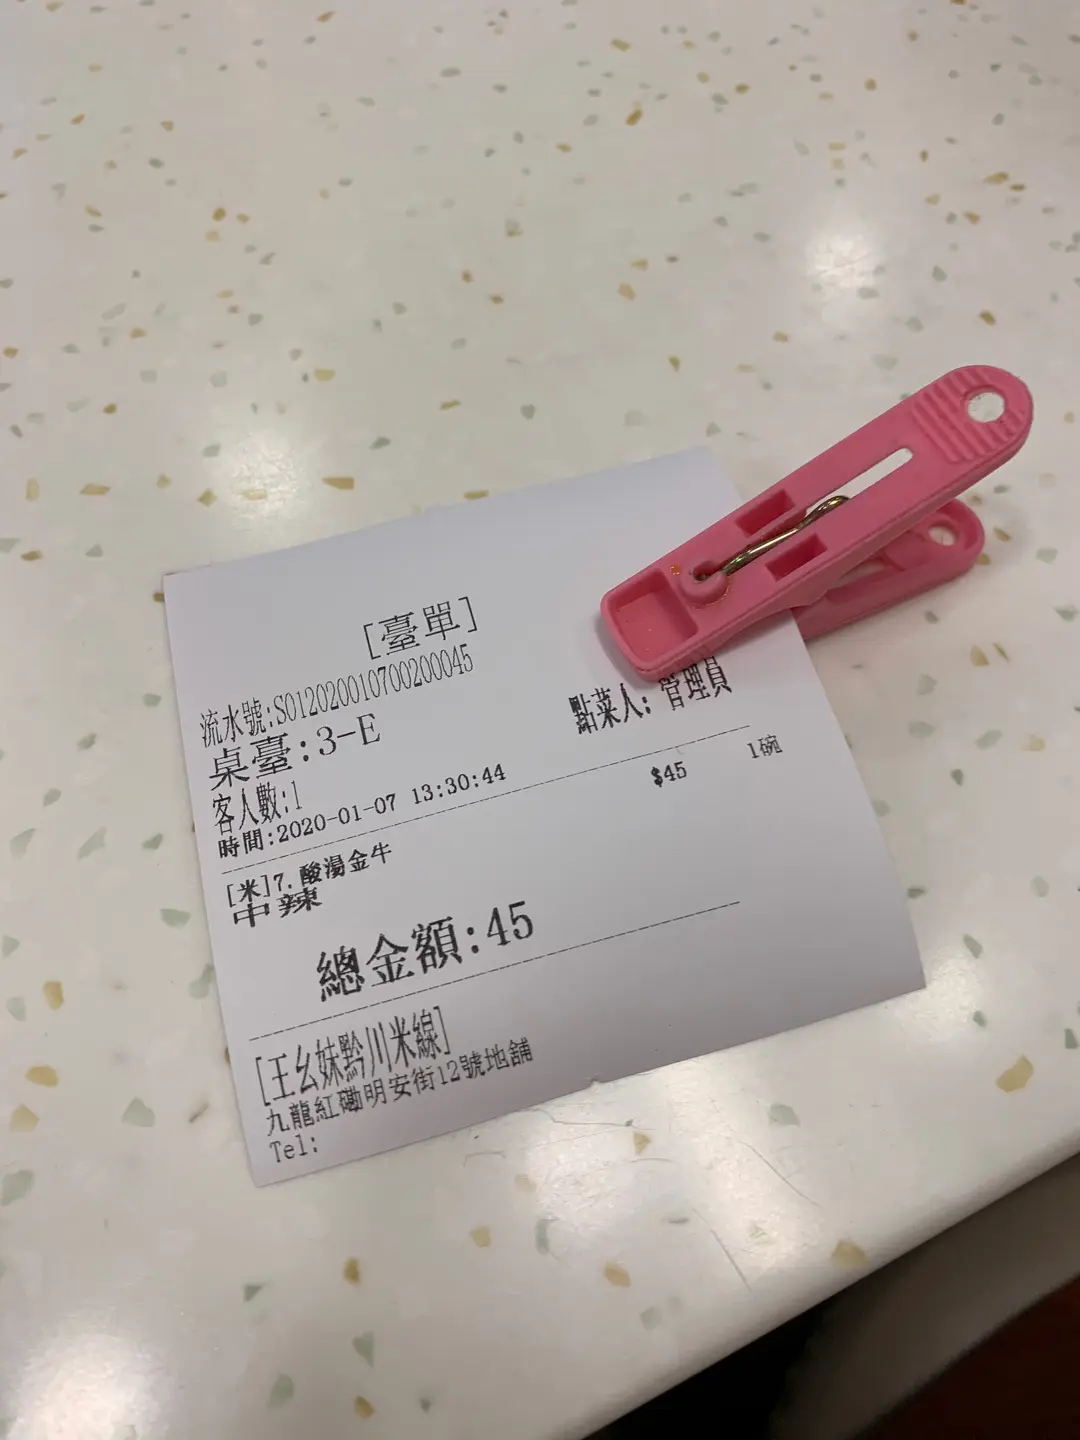 [臺單]
流水號:S012020010700200045
桌臺:3-E
客人數:1 點菜人: 管理員
時間:2020-01-07 13:30:44
[米]7.酸湯金牛 $45 1碗
中辣
總金額:45
[王幺妹黔川米線]
九龍紅磡明安街12號地舖
Tel: